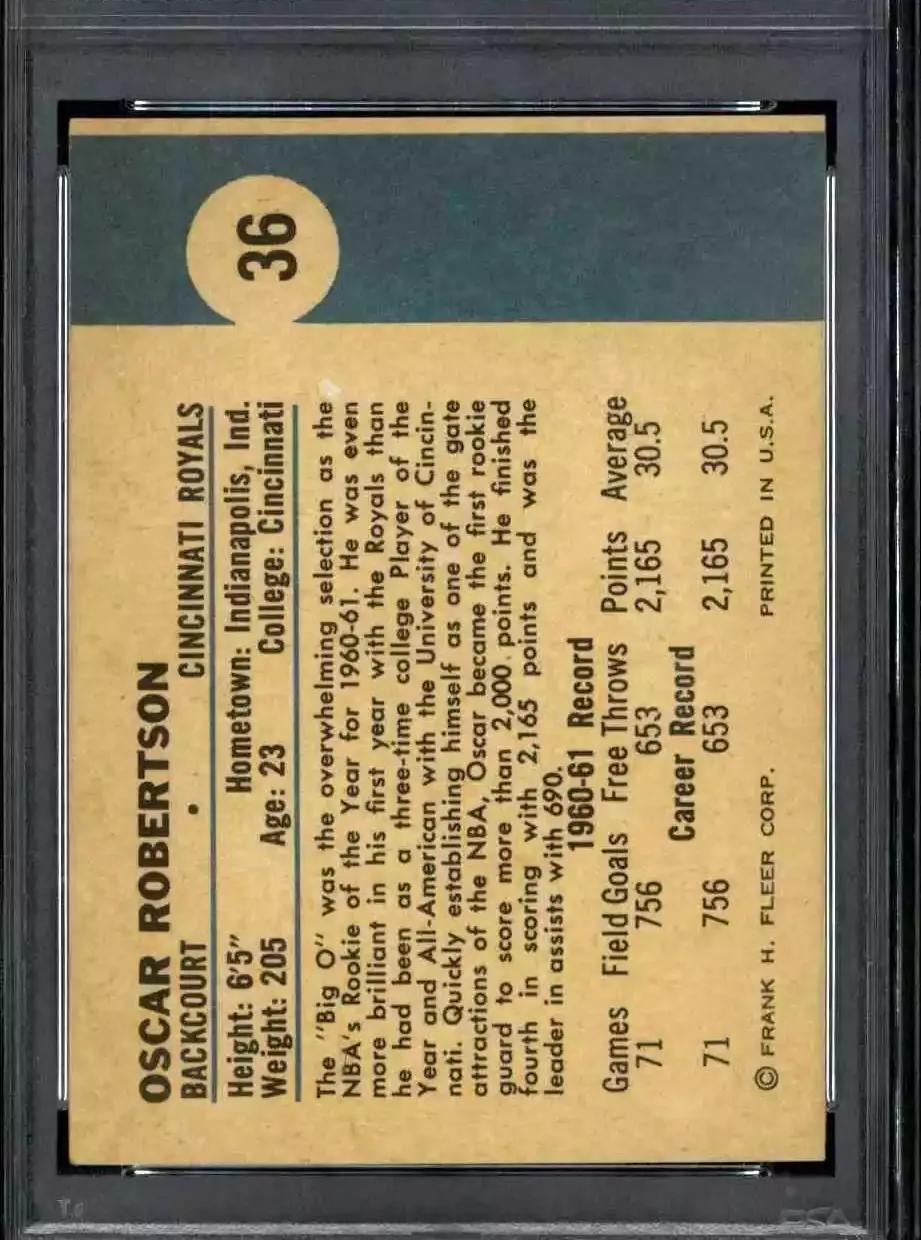 36
OSCAR ROBERTSON
BACKCOURT • CINCINNATI ROYALS
Height: 6'5" Hometown: Indianapolis, Ind.
Weight: 205 Age: 23 College: Cincinnati
The "Big O" was the overwhelming selection as the
NBA's Rookie of the Year for 1960-61. He was even
more brilliant in his first year with the Royals than
he had been as a three-time college Player of the
Year and All-American with the University of Cincin-
nati. Quickly establishing himself as one of the gate
attractions of the NBA, Oscar became the first rookie
guard to score more than 2,000 points. He finished
fourth in scoring with 2,165 points and was the
leader in assists with 690.
1960-61 Record
Games Field Goals Free Throws Points Average
71 756 653 2,165 30.5
Career Record
71 756 653 2,165 30.5
© FRANK H. FLEER CORP. PRINTED IN U.S.A.